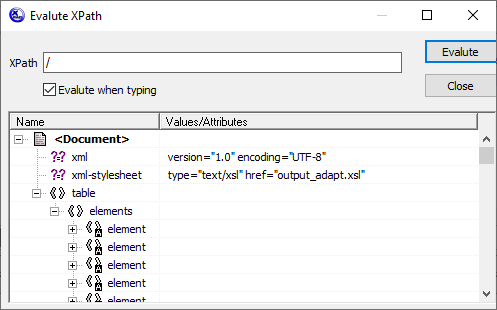 Evalute XPath
XPath / Evalute
Evalute when typing Close
Name Values/Attributes
<Document>
?? xml version="1.0" encoding="UTF-8"
?? xml-stylesheet type="text/xsl" href="output_adapt.xsl"
<> table
<> elements
element
element
element
element
element